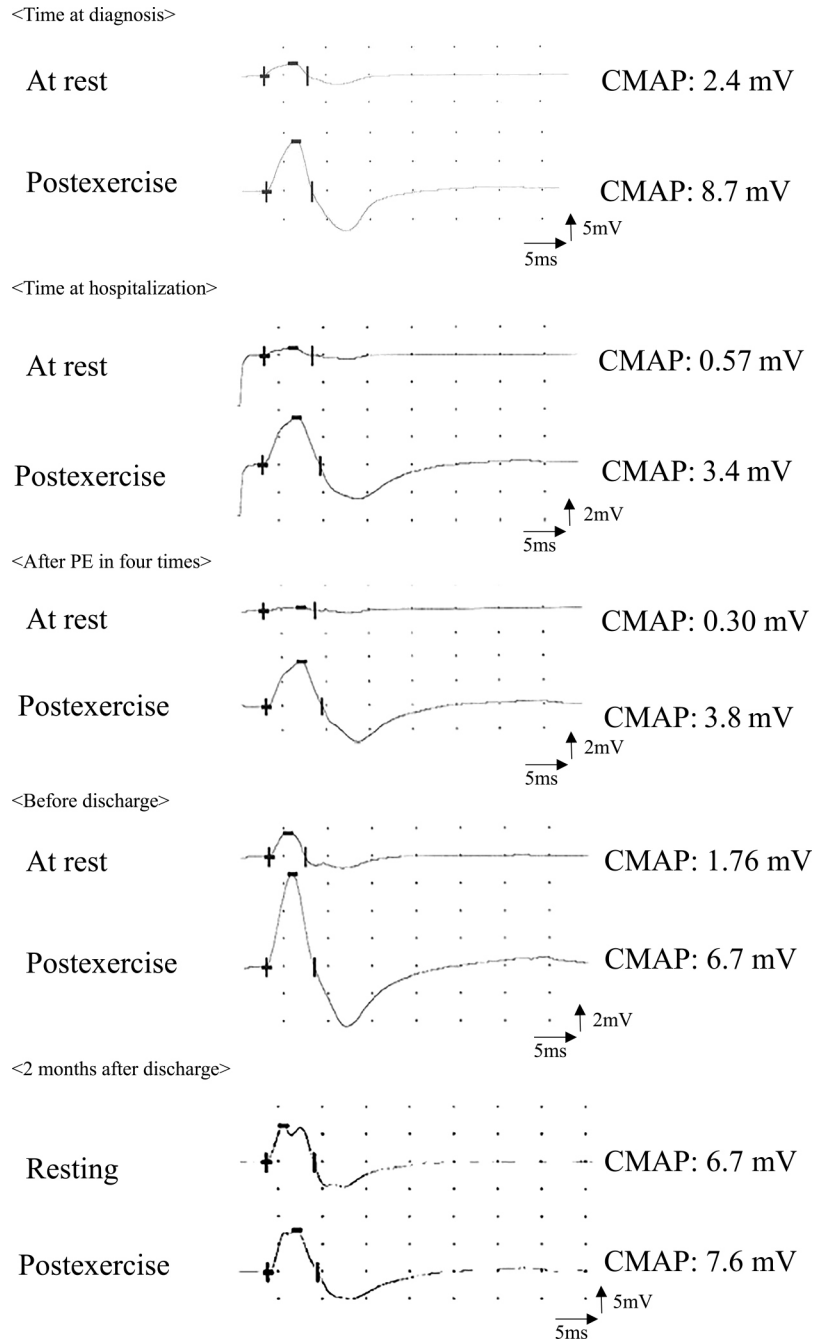 <Time at diagnosis>
At rest
CMAP: 2.4 mV
Postexercise
CMAP: 8.7 mV
5mV
5ms
<Time at hospitalization>
At rest
CMAP: 0.57 mV
Postexercise
CMAP: 3.4 mV
2mV
5ms
<After PE in four times>
At rest
CMAP: 0.30 mV
Postexercise
CMAP: 3.8 mV
2mV
5ms
<Before discharge>
At rest
CMAP: 1.76 mV
Postexercise
CMAP: 6.7 mV
2mV
5ms
<2 months after discharge>
Resting
CMAP: 6.7 mV
Postexercise
CMAP: 7.6 mV
5mV
5ms